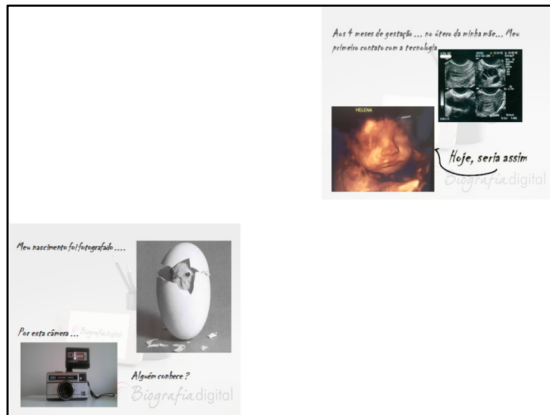 Aos 4 meses de gestação ... no útero da minha mãe... Meu
primeiro contato com a tecnologia
HELENA
Hoje, seria assim
Biografia digital
Meu nascimento foi fotografado ....
Por esta câmera ...
Alguém conhece ?
Biografia digital